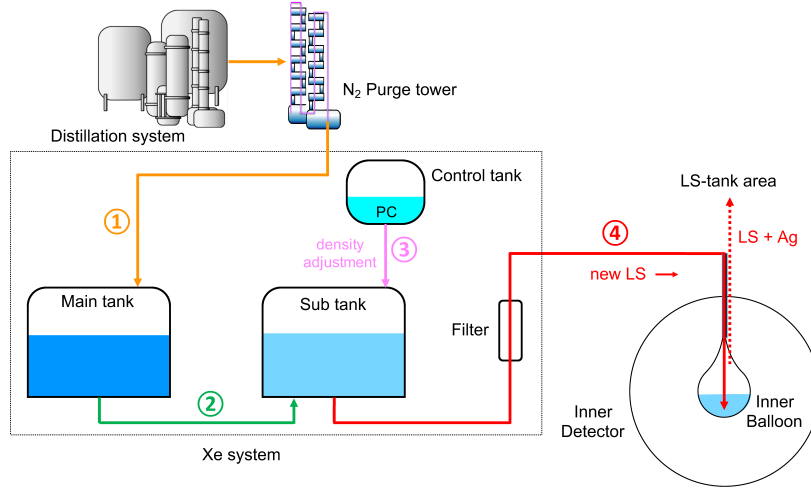 N2 Purge tower
Distillation system
Control tank
PC
LS-tank area
①
density
adjustment
③
④
LS + Ag
new LS
Main tank
Sub tank
Filter
②
Inner
Detector
Inner
Balloon
Xe system